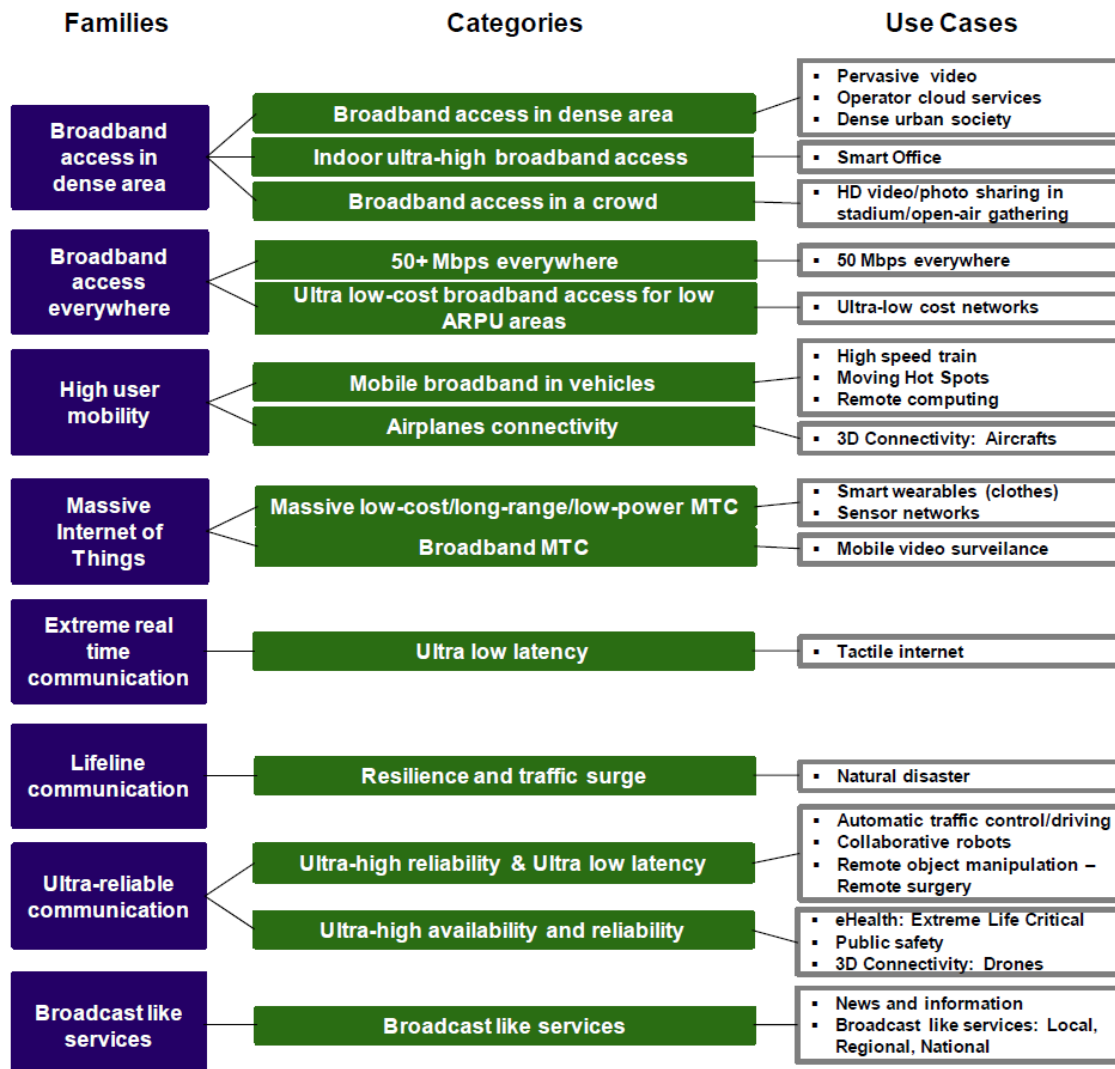 Families
Categories
Use Cases
Broadband
access in
dense area
Broadband access in dense area
▪ Pervasive video
▪ Operator cloud services
▪ Dense urban society
Indoor ultra-high broadband access
▪ Smart Office
Broadband access in a crowd
▪ HD video/photo sharing in
stadium/open-air gathering
Broadband
access
everywhere
50+ Mbps everywhere
▪ 50 Mbps everywhere
Ultra low-cost broadband access for low
ARPU areas
▪ Ultra-low cost networks
High user
mobility
Mobile broadband in vehicles
▪ High speed train
▪ Moving Hot Spots
▪ Remote computing
Airplanes connectivity
▪ 3D Connectivity: Aircrafts
Massive
Internet of
Things
Massive low-cost/long-range/low-power MTC
▪ Smart wearables (clothes)
▪ Sensor networks
Broadband MTC
▪ Mobile video surveilance
Extreme real
time
communication
Ultra low latency
▪ Tactile internet
Lifeline
communication
Resilience and traffic surge
▪ Natural disaster
Ultra-reliable
communication
Ultra-high reliability & Ultra low latency
▪ Automatic traffic control/driving
▪ Collaborative robots
▪ Remote object manipulation –
Remote surgery
Ultra-high availability and reliability
▪ eHealth: Extreme Life Critical
▪ Public safety
▪ 3D Connectivity: Drones
Broadcast like
services
Broadcast like services
▪ News and information
▪ Broadcast like services: Local,
Regional, National